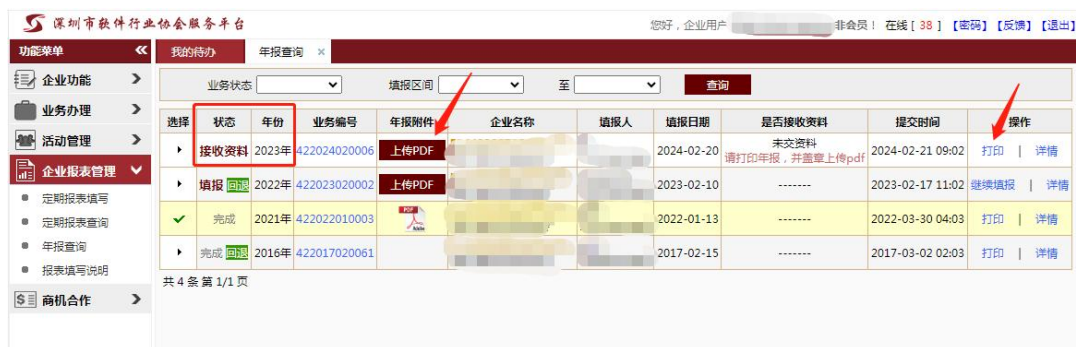 深圳市软件行业协会服务平台
您好，企业用户 非会员！ 在线[ 38 ] 【密码】【反馈】【退出】
功能菜单 «
我的待办 年报查询 ×
企业功能
业务办理
活动管理
企业报表管理
定期报表填写
定期报表查询
年报查询
报表填写说明
商机合作
业务状态 填报区间 至 查询
选择 状态 年份 业务编号 年报附件 企业名称 填报人 填报日期 是否接收资料 提交时间 操作
接收资料 2023年 422024020006 上传PDF 2024-02-20 未交资料 2024-02-21 09:02 打印 | 详情
请打印年报，并盖章上传pdf
填报 回退 2022年 422023020002 上传PDF 2023-02-10 ------- 2023-02-17 11:02 继续填报 | 详情
完成 2021年 422022010003 PDF Adobe 2022-01-13 ------- 2022-03-30 04:03 打印 | 详情
完成 回退 2016年 422017020061 2017-02-15 ------- 2017-03-02 02:03 打印 | 详情
共 4 条 第 1/1 页